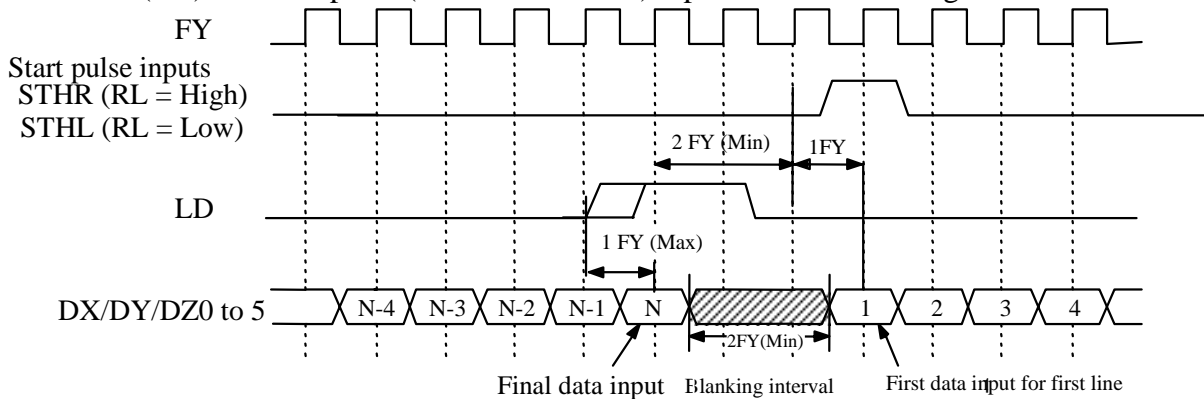 FY
Start pulse inputs
STHR (RL = High)
STHL (RL = Low)
2 FY (Min)
1FY
LD
1 FY (Max)
DX/DY/DZ0 to 5
N-4
N-3
N-2
N-1
N
1
2
3
4
2FY(Min)
Final data input
Blanking interval
First data input for first line